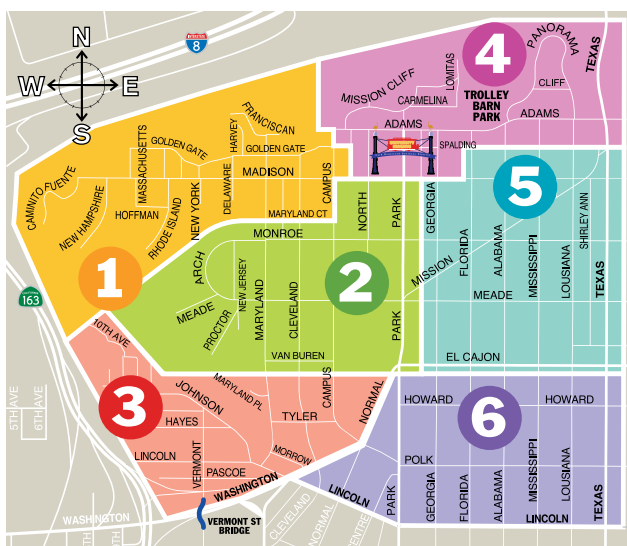 N
W
E
S
INTERSTATE
8
PANORAMA
TEXAS
4
LOMITAS
CLIFF
MISSION CLIFF
CARMELINA
TROLLEY
BARN
PARK
ADAMS
ADAMS
SPALDING
FRANCISCAN
HARVEY
MASSACHUSETTS
GOLDEN GATE
GOLDEN GATE
MADISON
CAMPUS
DELAWARE
NEW YORK
CAMINITO FUENTE
NEW HAMPSHIRE
HOFFMAN
RHODE ISLAND
MARYLAND CT
1
NORTH
PARK
GEORGIA
5
FLORIDA
ALABAMA
MISSISSIPPI
LOUSIANA
SHIRLEY ANN
TEXAS
MONROE
ARCH
NEW JERSEY
MARYLAND
CLEVELAND
2
MISSION
MEADE
MEADE
PROCTOR
PARK
VAN BUREN
EL CAJON
163
10TH AVE
3
JOHNSON
MARYLAND PL
CAMPUS
NORMAL
HAYES
TYLER
5TH AVE
6TH AVE
LINCOLN
VERMONT
PASCOE
MORROW
WASHINGTON
HOWARD
HOWARD
6
POLK
PARK
GEORGIA
FLORIDA
ALABAMA
MISSISSIPPI
LOUSIANA
TEXAS
LINCOLN
LINCOLN
WASHINGTON
VERMONT ST
BRIDGE
CLEVELAND
NORMAL
CENTRE